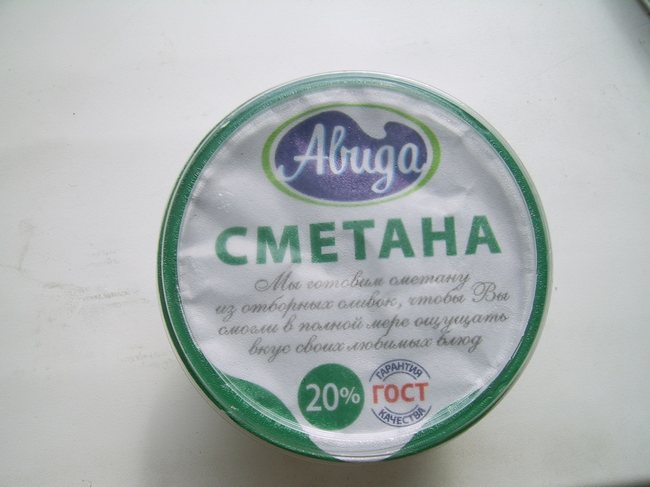 Авида
СМЕТАНА
Мы готовим сметану
из отборных сливок, чтобы Вы
смогли в полной мере ощущать
вкус своих любимых блюд
20%
ГАРАНТИЯ
ГОСТ
КАЧЕСТВА